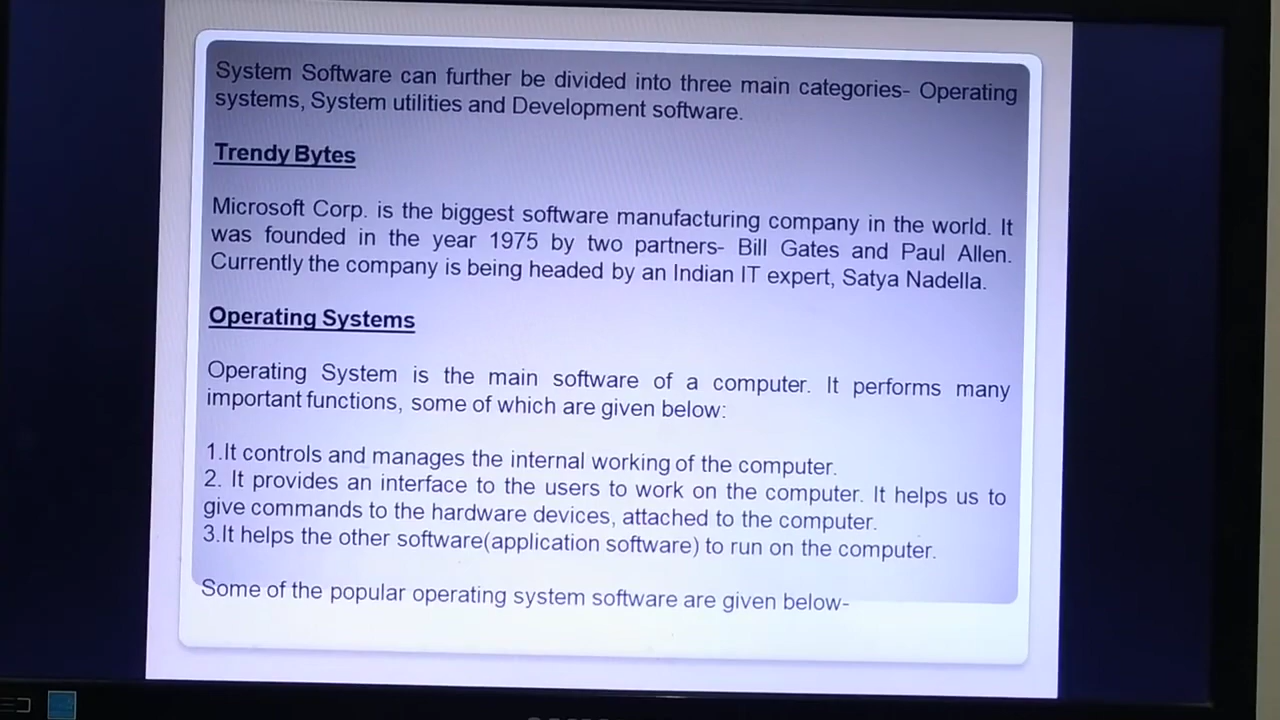 System Software can further be divided into three main categories- Operating
systems, System utilities and Development software.
Trendy Bytes
Microsoft Corp. is the biggest software manufacturing company in the world. It
was founded in the year 1975 by two partners- Bill Gates and Paul Allen.
Currently the company is being headed by an Indian IT expert, Satya Nadella.
Operating Systems
Operating System is the main software of a computer. It performs many
important functions, some of which are given below:
1.It controls and manages the internal working of the computer.
2. It provides an interface to the users to work on the computer. It helps us to
give commands to the hardware devices, attached to the computer.
3.It helps the other software(application software) to run on the computer.
Some of the popular operating system software are given below-